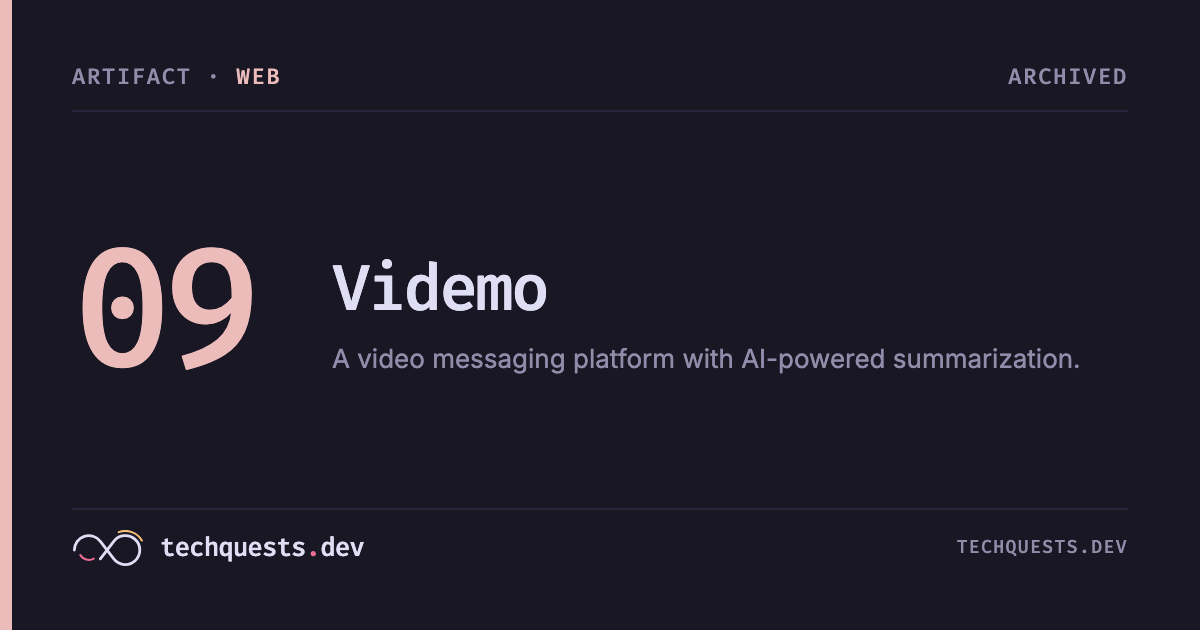 ARTIFACT · WEB
ARCHIVED
09
Videmo
A video messaging platform with AI-powered summarization.
techquests.dev
TECHQUESTS.DEV